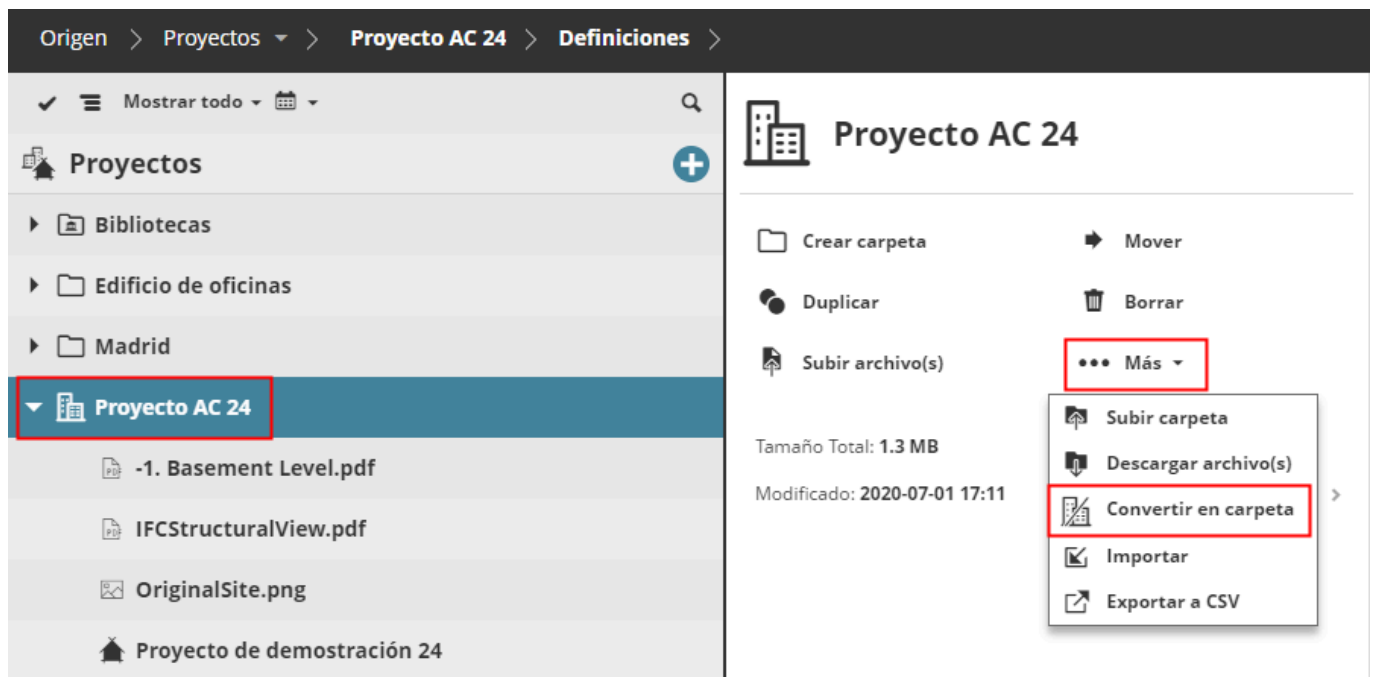 Origen > Proyectos > Proyecto AC 24 > Definiciones >
Mostrar todo
Proyectos
Bibliotecas
Edificio de oficinas
Madrid
Proyecto AC 24
-1. Basement Level.pdf
IFCStructuralView.pdf
OriginalSite.png
Proyecto de demostración 24
Proyecto AC 24
Crear carpeta
Mover
Duplicar
Borrar
Subir archivo(s)
Más
Tamaño Total: 1.3 MB
Modificado: 2020-07-01 17:11
Subir carpeta
Descargar archivo(s)
Convertir en carpeta
Importar
Exportar a CSV